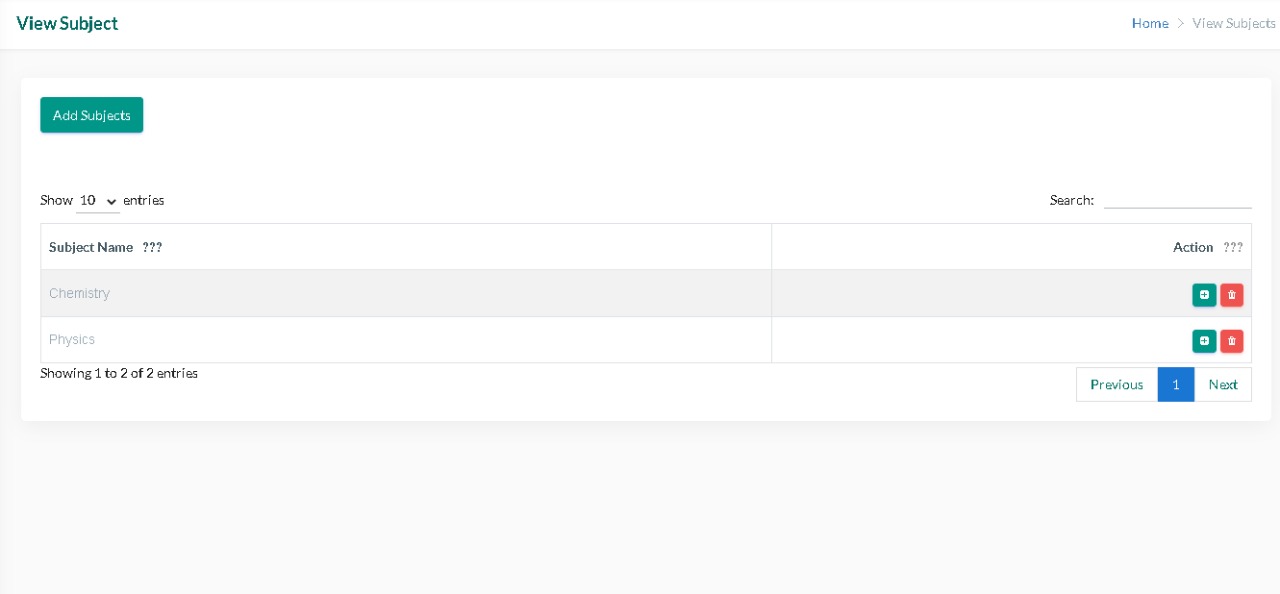 View Subject
Home > View Subjects
Add Subjects
Show 10 entries
Search:
Subject Name ???
Action ???
Chemistry
Physics
Showing 1 to 2 of 2 entries
Previous 1 Next